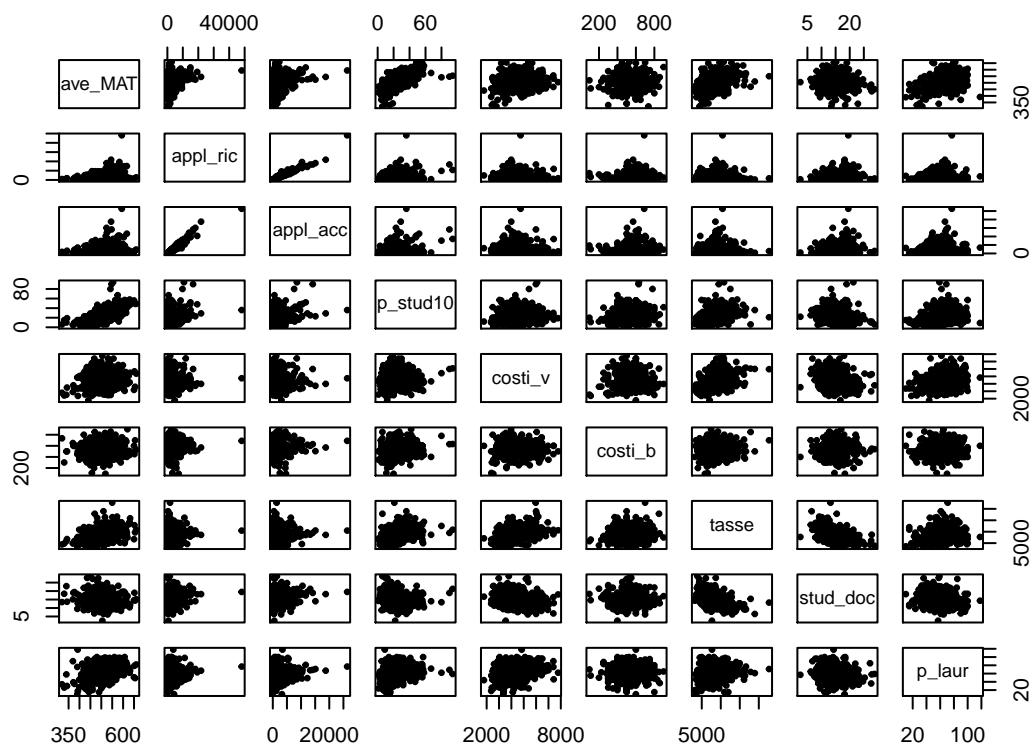 0 40000 0 60 200 800 5 20
ave_MAT 350
0 appl_ric
appl_acc 0
0 80 p_stud10
costi_v 2000
200 costi_b
tasse 5000
5 stud_doc
p_laur 20
350 600 0 20000 2000 8000 5000 20 100